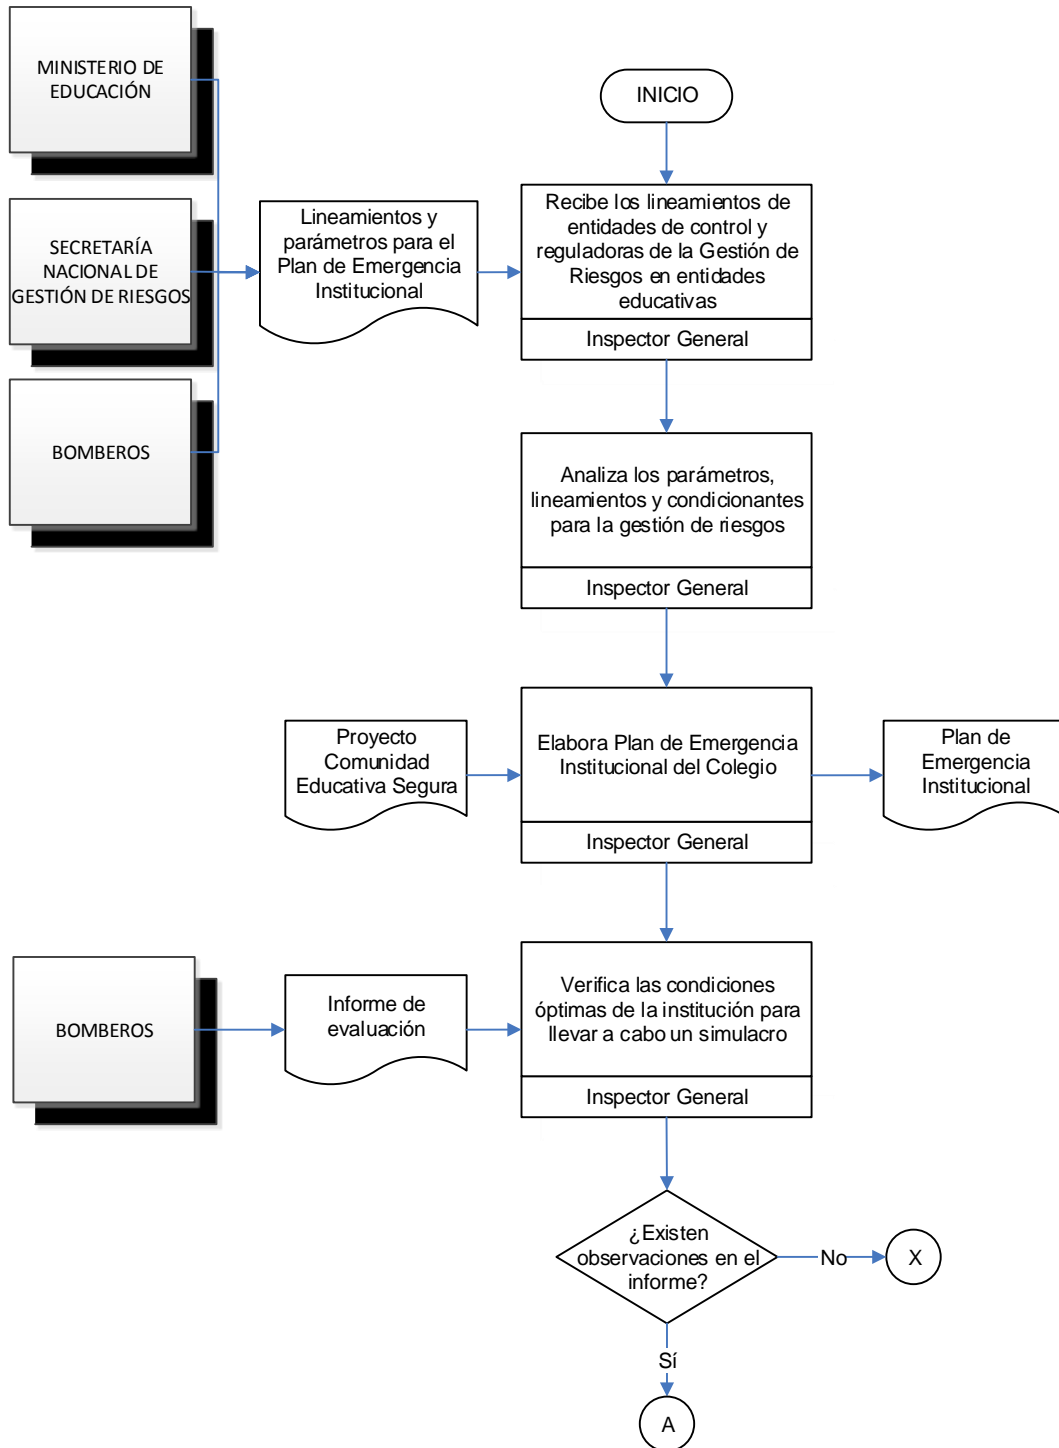 MINISTERIO DE
EDUCACIÓN
INICIO
SECRETARÍA
NACIONAL DE
GESTIÓN DE RIESGOS
Lineamientos y
parámetros para el
Plan de Emergencia
Institucional
Recibe los lineamientos de
entidades de control y
reguladoras de la Gestión de
Riesgos en entidades
educativas
Inspector General
BOMBEROS
Analiza los parámetros,
lineamientos y condicionantes
para la gestión de riesgos
Inspector General
Proyecto
Comunidad
Educativa Segura
Elabora Plan de Emergencia
Institucional del Colegio
Inspector General
Plan de
Emergencia
Institucional
BOMBEROS
Informe de
evaluación
Verifica las condiciones
óptimas de la institución para
llevar a cabo un simulacro
Inspector General
¿Existen
observaciones en el
informe?
No
X
Sí
A